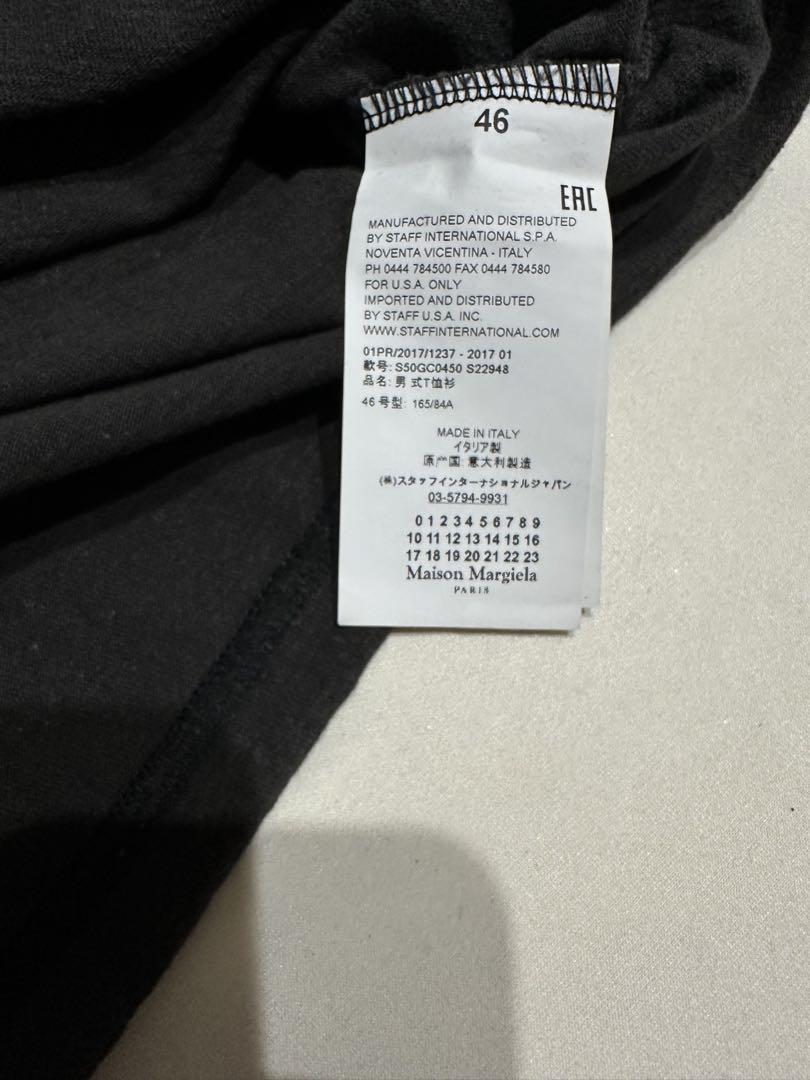 46
EAC
MANUFACTURED AND DISTRIBUTED
BY STAFF INTERNATIONAL S.P.A.
NOVENTA VICENTINA - ITALY
PH 0444 784500 FAX 0444 784580
FOR U.S.A. ONLY
IMPORTED AND DISTRIBUTED
BY STAFF U.S.A. INC.
WWW.STAFFINTERNATIONAL.COM
01PR/2017/1237 - 2017 01
款号: S50GC0450 S22948
品名: 男 式T恤衫
46 号型: 165/84A
MADE IN ITALY
イタリア製
原产国: 意大利製造
(株)スタッフインターナショナルジャパン
03-5794-9931
0 1 2 3 4 5 6 7 8 9
10 11 12 13 14 15 16
17 18 19 20 21 22 23
Maison Margiela
PARIS